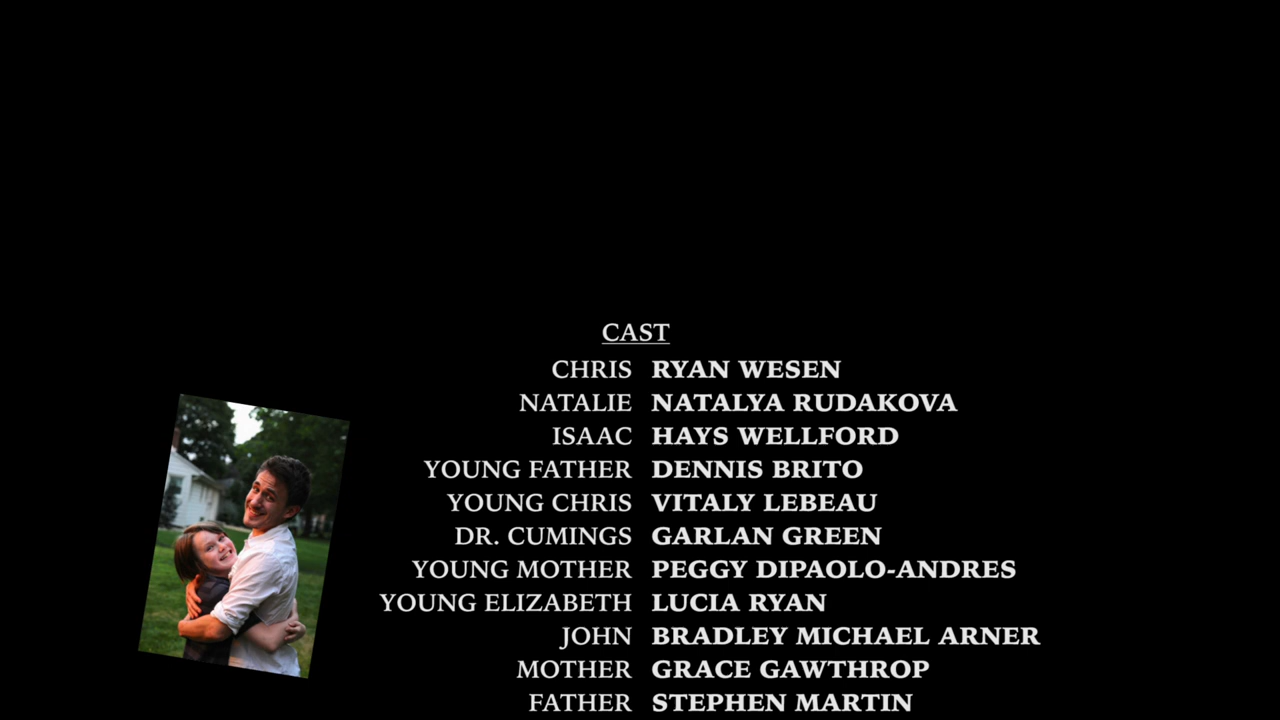 CAST
CHRIS RYAN WESEN
NATALIE NATALYA RUDAKOVA
ISAAC HAYS WELLFORD
YOUNG FATHER DENNIS BRITO
YOUNG CHRIS VITALY LEBEAU
DR. CUMINGS GARLAN GREEN
YOUNG MOTHER PEGGY DIPAOLO-ANDRES
YOUNG ELIZABETH LUCIA RYAN
JOHN BRADLEY MICHAEL ARNER
MOTHER GRACE GAWTHROP
FATHER STEPHEN MARTIN